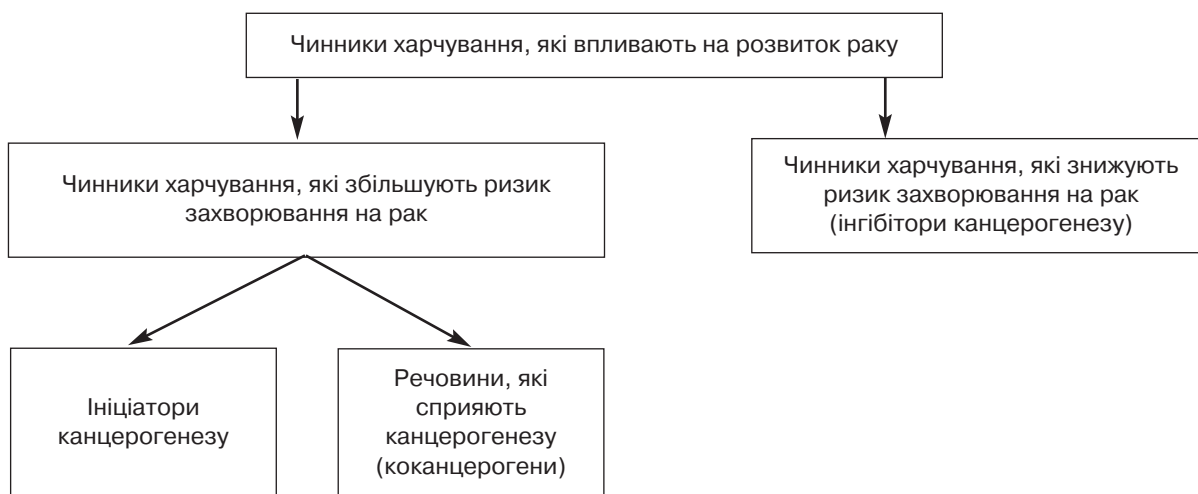 Чинники харчування, які впливають на розвиток раку
Чинники харчування, які збільшують ризик
захворювання на рак
Чинники харчування, які знижують
ризик захворювання на рак
(інгібітори канцерогенезу)
Ініціатори
канцерогенезу
Речовини, які
сприяють
канцерогенезу
(коканцерогени)